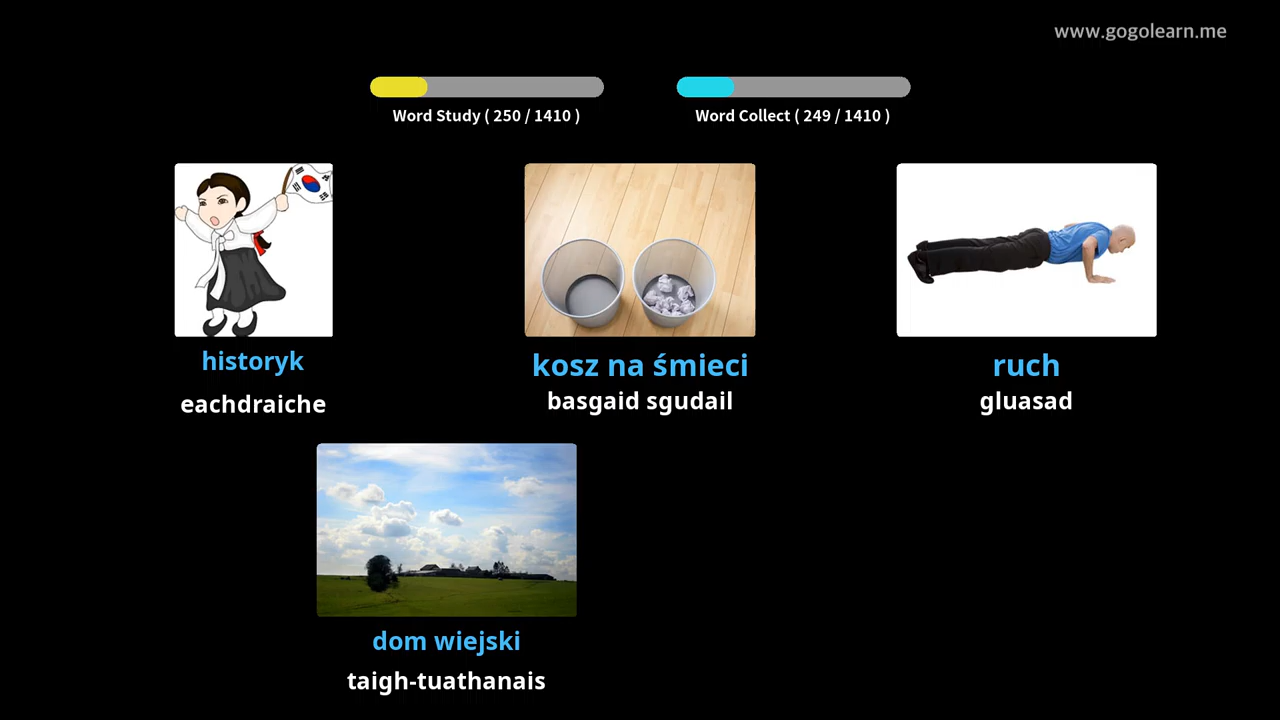 www.gogolearn.me
Word Study ( 250 / 1410 )
Word Collect ( 249 / 1410 )
historyk
eachdraiche
kosz na śmieci
basgaid sgudail
ruch
gluasad
dom wiejski
taigh-tuathanais